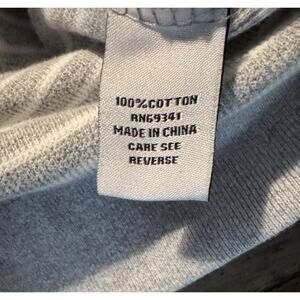 100%COTTON
RN69341
MADE IN CHINA
CARE SEE
REVERSE